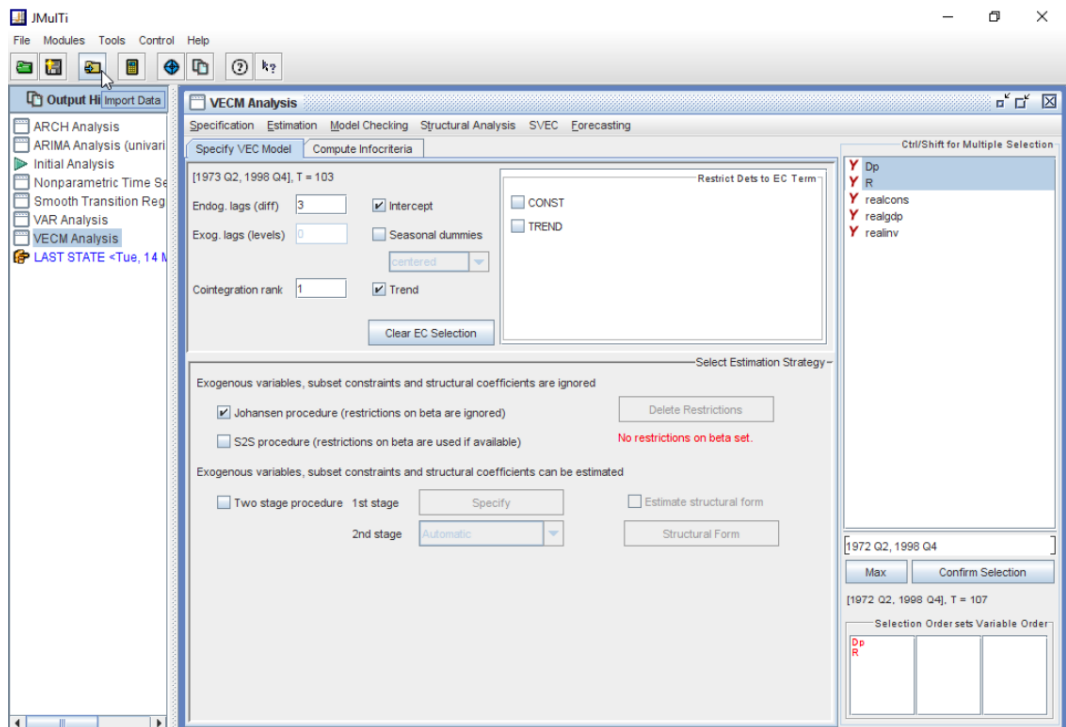 JMulTi
File Modules Tools Control Help
Output Hi
Import Data
ARCH Analysis
ARIMA Analysis (univari
Initial Analysis
Nonparametric Time Se
Smooth Transition Reg
VAR Analysis
VECM Analysis
LAST STATE <Tue, 14 M
VECM Analysis
Specification Estimation Model Checking Structural Analysis SVEC Forecasting
Specify VEC Model Compute Infocriteria
[1973 Q2, 1998 Q4], T = 103
Endog. lags (diff) 3 Intercept
Exog. lags (levels) 0 Seasonal dummies
centered
Cointegration rank 1 Trend
Clear EC Selection
Restrict Dets to EC Term
CONST
TREND
Select Estimation Strategy
Exogenous variables, subset constraints and structural coefficients are ignored
Johansen procedure (restrictions on beta are ignored) Delete Restrictions
S2S procedure (restrictions on beta are used if available) No restrictions on beta set.
Exogenous variables, subset constraints and structural coefficients can be estimated
Two stage procedure 1st stage Specify Estimate structural form
2nd stage Automatic Structural Form
Ctrl/Shift for Multiple Selection
Y Dp
Y R
Y realcons
Y realgdp
Y realinv
[1972 Q2, 1998 Q4 ]
Max Confirm Selection
[1972 Q2, 1998 Q4], T = 107
Selection Order sets Variable Order
Dp
R